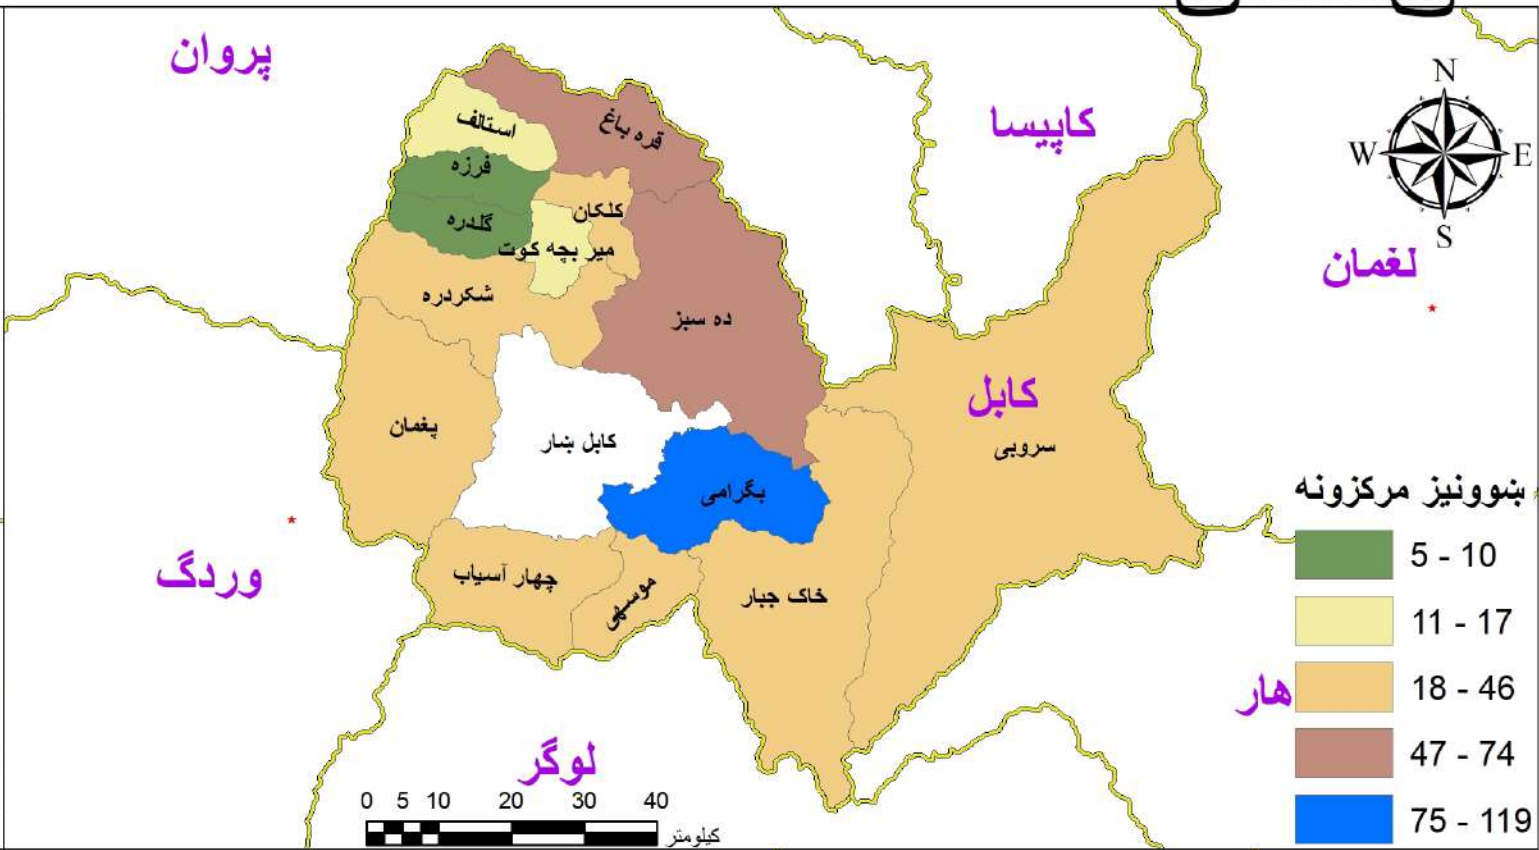 پروان
کاپیسا
N
W
E
S
لغمان
استالف
قره باغ
فرزه
کلکان
گلدره
میر بچه کوت
شکردره
ده سبز
کابل
پغمان
کابل ښار
سروبی
بگرامی
وردگ
چهار آسیاب
موسهی
خاک جبار
لوگر
هار
ښوونیز مرکزونه
5 - 10
11 - 17
18 - 46
47 - 74
75 - 119
0 5 10 20 30 40
کیلومتر